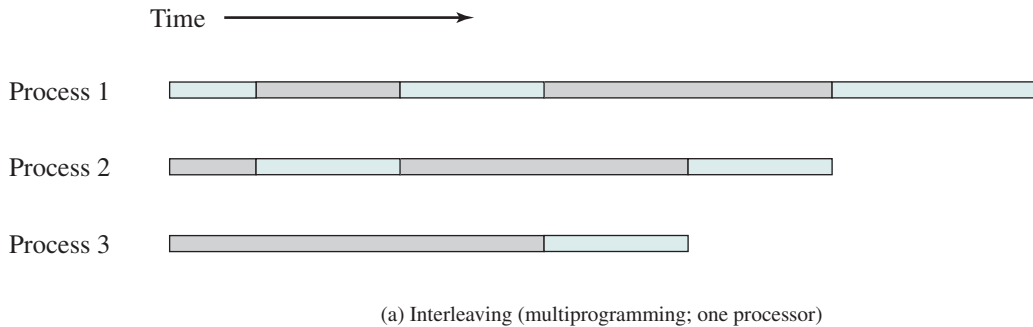 Time
Process 1
Process 2
Process 3
(a) Interleaving (multiprogramming; one processor)